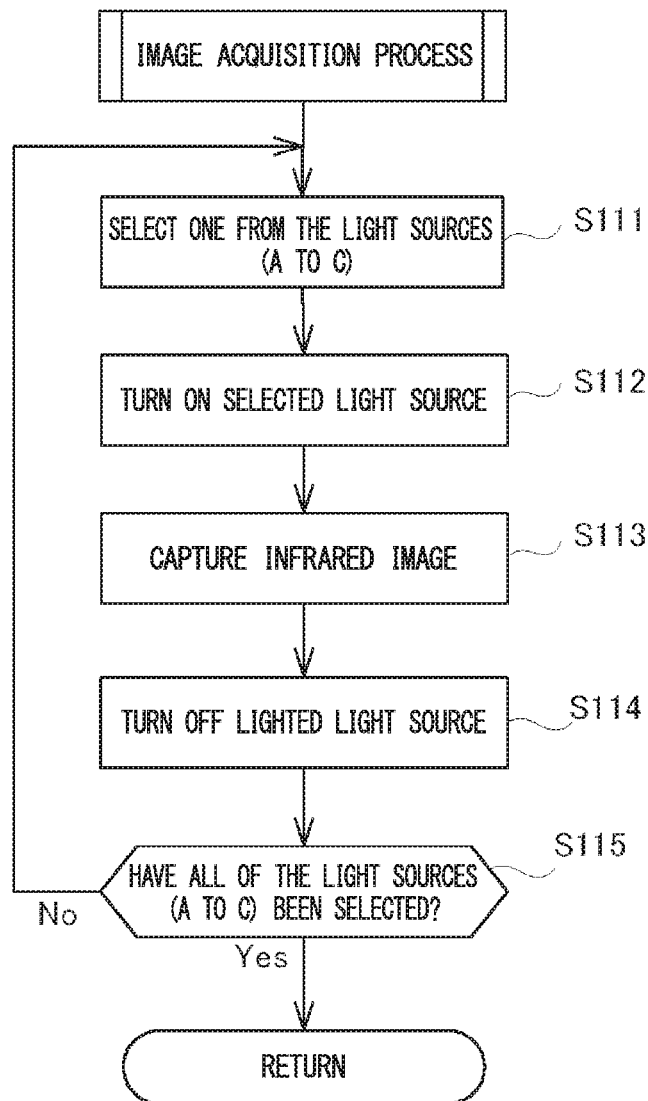 IMAGE ACQUISITION PROCESS
SELECT ONE FROM THE LIGHT SOURCES
(A TO C)
S111
TURN ON SELECTED LIGHT SOURCE
S112
CAPTURE INFRARED IMAGE
S113
TURN OFF LIGHTED LIGHT SOURCE
S114
HAVE ALL OF THE LIGHT SOURCES
(A TO C) BEEN SELECTED?
S115
No
Yes
RETURN